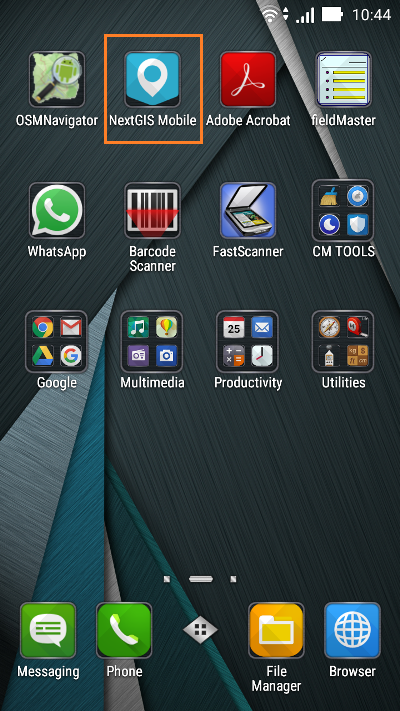 10:44
OSMNavigator
NextGIS Mobile
Adobe Acrobat
fieldMaster
WhatsApp
Barcode
Scanner
FastScanner
CM TOOLS
25
Google
Multimedia
Productivity
Utilities
Messaging
Phone
File
Manager
Browser